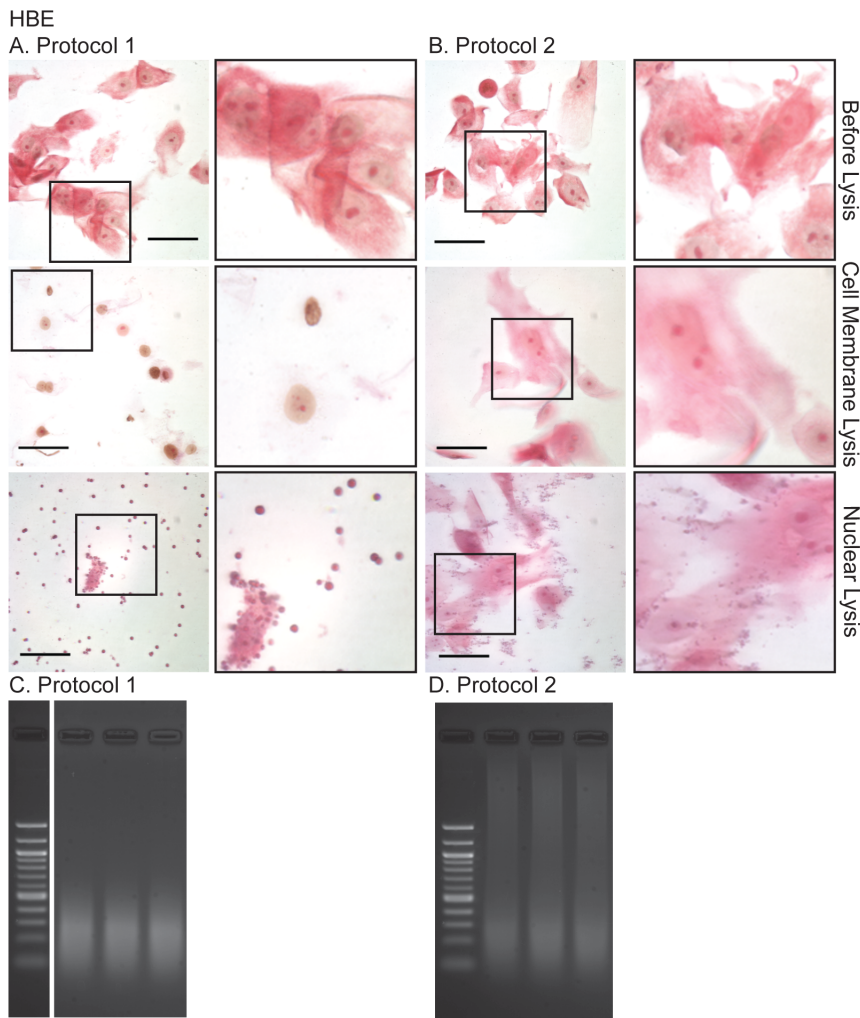 HBE
A. Protocol 1
B. Protocol 2
Before Lysis
Cell Membrane Lysis
Nuclear Lysis
C. Protocol 1
D. Protocol 2